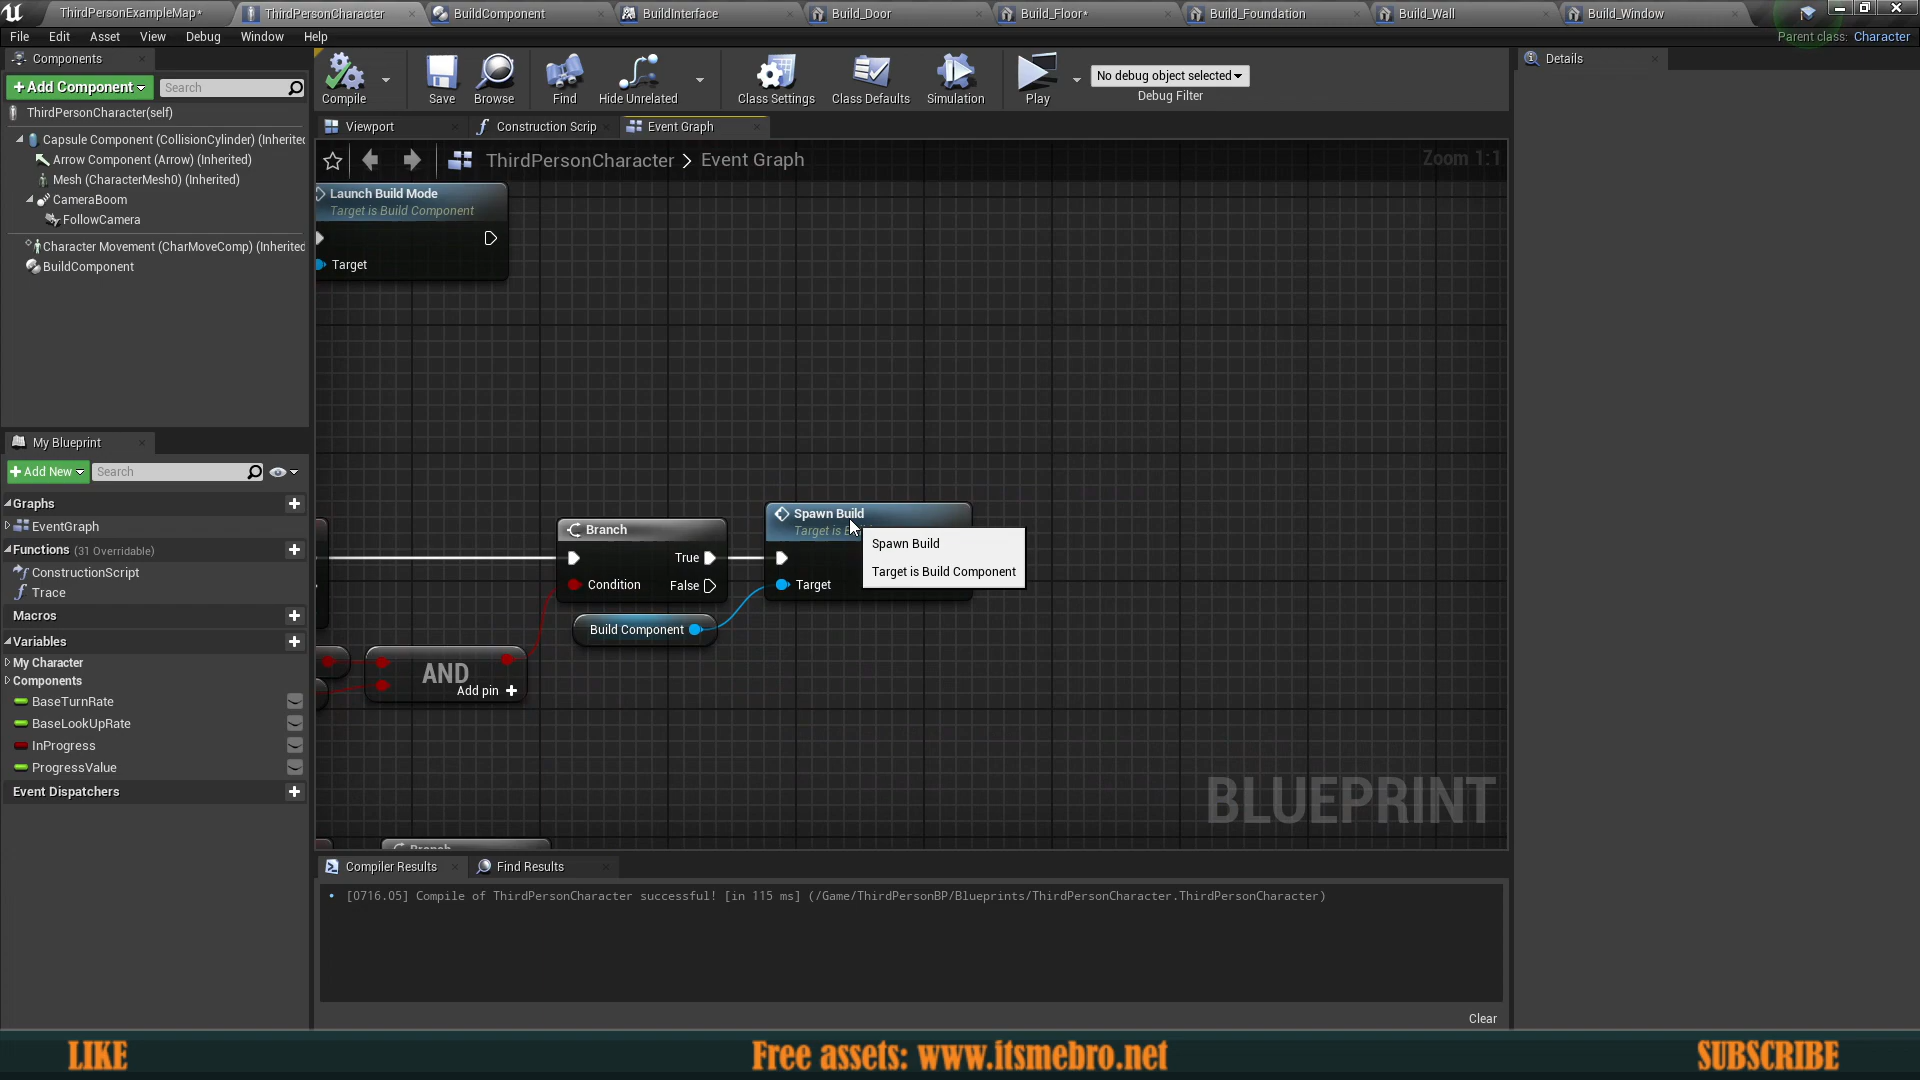 ThirdPersonExampleMap*
ThirdPersonCharacter
BuildComponent
BuildInterface
Build_Door
Build_Floor*
Build_Foundation
Build_Wall
Build_Window
File Edit Asset View Debug Window Help
Parent class: Character
Components
+ Add Component
Search
ThirdPersonCharacter(self)
Capsule Component (CollisionCylinder) (Inherited
Arrow Component (Arrow) (Inherited)
Mesh (CharacterMesh0) (Inherited)
CameraBoom
FollowCamera
Character Movement (CharMoveComp) (Inherited
BuildComponent
Compile
Save
Browse
Find
Hide Unrelated
Class Settings
Class Defaults
Simulation
Play
No debug object selected
Debug Filter
Details
Viewport
Construction Scrip
Event Graph
ThirdPersonCharacter > Event Graph
Zoom 1:1
Launch Build Mode
Target is Build Component
Target
Branch
True
Condition
False
Spawn Build
Target is B
Target
Spawn Build
Target is Build Component
Build Component
AND
Add pin +
Branch
BLUEPRINT
My Blueprint
+ Add New
Search
Graphs
EventGraph
Functions (31 Overridable)
ConstructionScript
Trace
Macros
Variables
My Character
Components
BaseTurnRate
BaseLookUpRate
InProgress
ProgressValue
Event Dispatchers
Compiler Results
Find Results
[0716.05] Compile of ThirdPersonCharacter successful! [in 115 ms] (/Game/ThirdPersonBP/Blueprints/ThirdPersonCharacter.ThirdPersonCharacter)
Clear
LIKE
Free assets: www.itsmebro.net
SUBSCRIBE